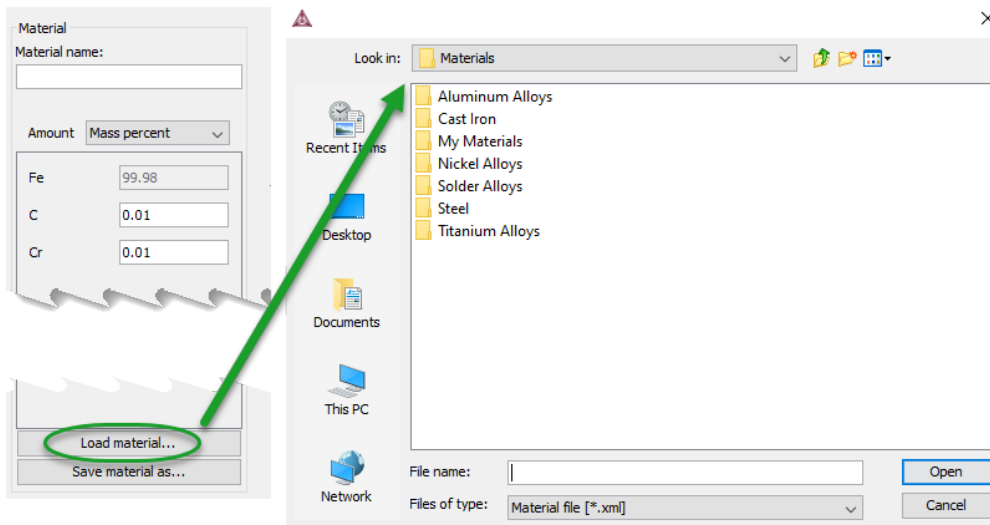 Material
Material name:
Amount Mass percent
Fe 99.98
C 0.01
Cr 0.01
Load material...
Save material as...
Look in: Materials
Recent Items
Desktop
Documents
This PC
Network
Aluminum Alloys
Cast Iron
My Materials
Nickel Alloys
Solder Alloys
Steel
Titanium Alloys
File name:
Open
Files of type: Material file [*.xml]
Cancel